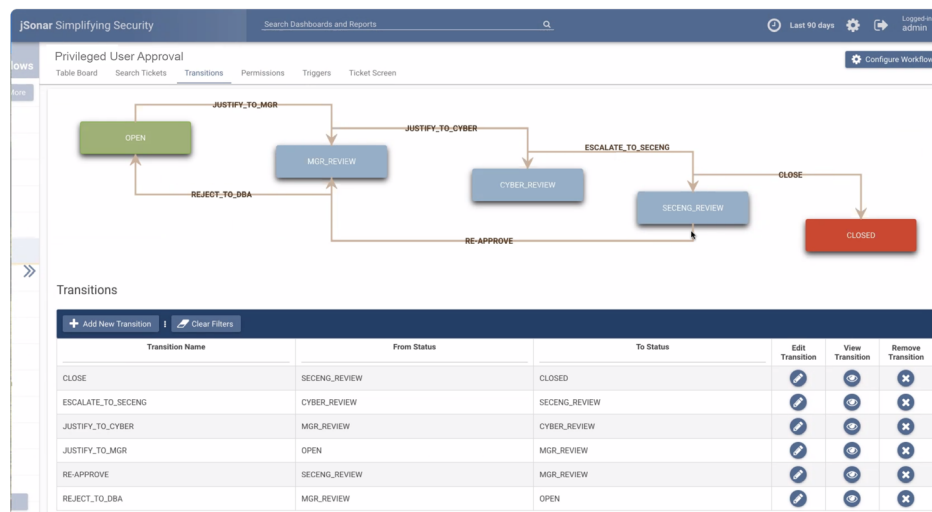 jSonar Simplifying Security
Search Dashboards and Reports
Last 90 days
Logged-in
admin
lows
Privileged User Approval
Configure Workflow
Table Board Search Tickets Transitions Permissions Triggers Ticket Screen
More
JUSTIFY_TO_MGR
OPEN
JUSTIFY_TO_CYBER
MGR_REVIEW
ESCALATE_TO_SECENG
CYBER_REVIEW
CLOSE
REJECT_TO_DBA
SECENG_REVIEW
RE-APPROVE
CLOSED
Transitions
Add New Transition Clear Filters
Transition Name From Status To Status Edit Transition View Transition Remove Transition
CLOSE SECENG_REVIEW CLOSED
ESCALATE_TO_SECENG CYBER_REVIEW SECENG_REVIEW
JUSTIFY_TO_CYBER MGR_REVIEW CYBER_REVIEW
JUSTIFY_TO_MGR OPEN MGR_REVIEW
RE-APPROVE SECENG_REVIEW MGR_REVIEW
REJECT_TO_DBA MGR_REVIEW OPEN